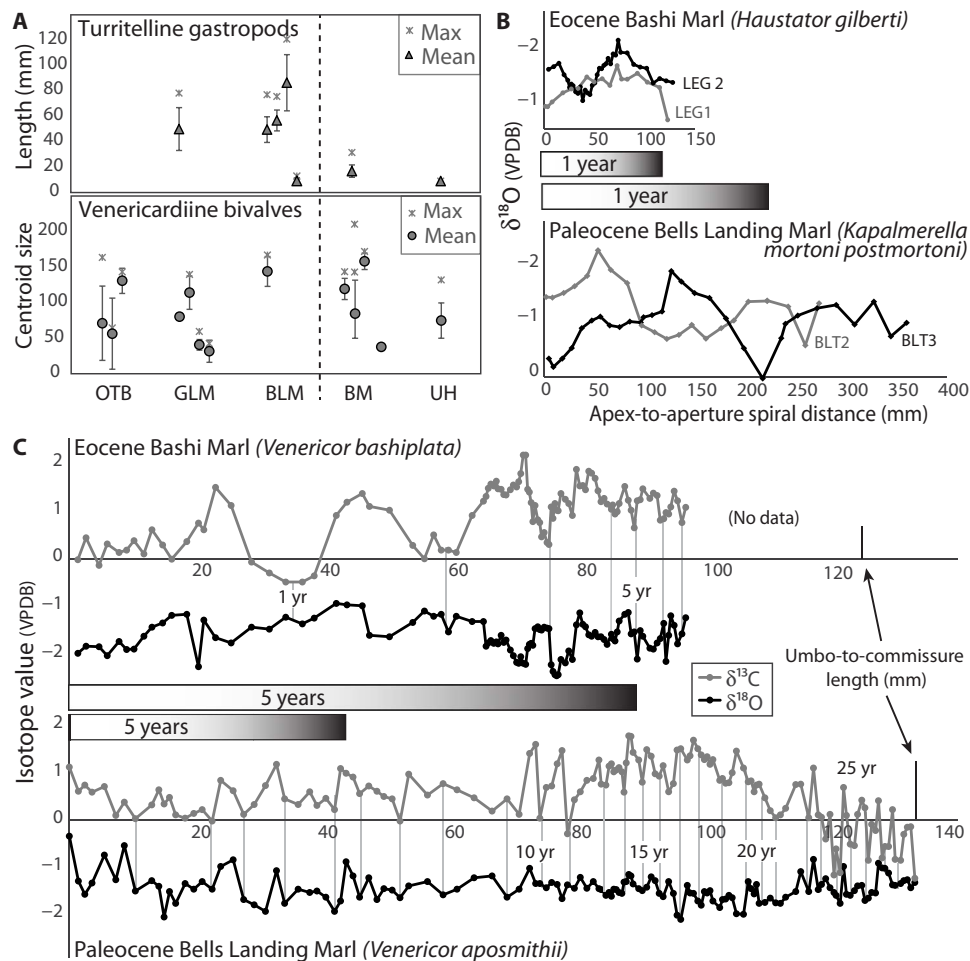 A
Turritelline gastropods
Max
Mean
Length (mm)
120
100
80
60
40
20
0
Venericardiine bivalves
Max
Mean
Centroid size
200
150
100
50
0
OTB GLM BLM BM UH
B
Eocene Bashi Marl (Haustator gilberti)
−2
−1
LEG 2
LEG1
0 50 100 150
δ18O (VPDB)
1 year
1 year
Paleocene Bells Landing Marl (Kapalmerella
mortoni postmortoni)
−2
−1
0
BLT2
BLT3
0 50 100 150 200 250 300 350 400
Apex-to-aperture spiral distance (mm)
C
Eocene Bashi Marl (Venericor bashiplata)
2
1
0
−1
−2
20 40 60 80 100 120
(No data)
1 yr
5 yr
Umbo-to-commissure
length (mm)
δ13C
δ18O
Isotope value (VPDB)
5 years
5 years
2
1
0
−1
−2
20 40 60 80 100 120 140
10 yr
15 yr
20 yr
25 yr
Paleocene Bells Landing Marl (Venericor aposmithii)